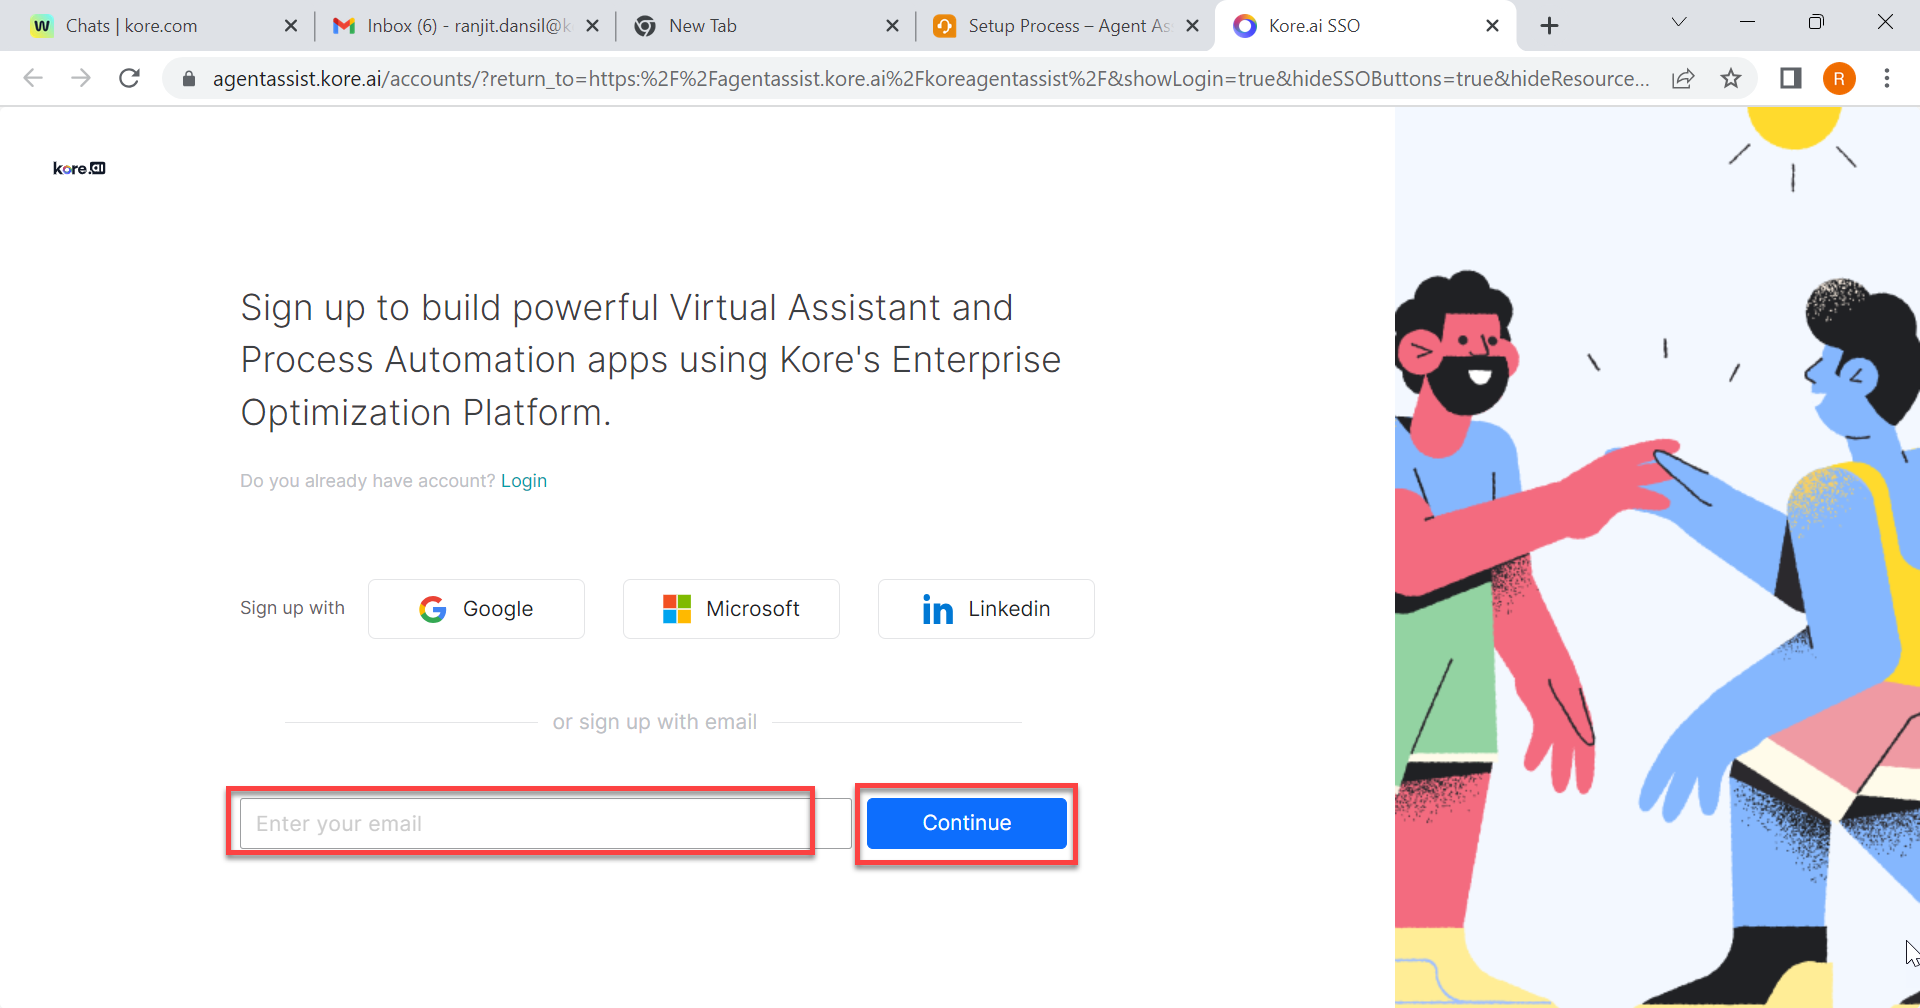 Chats | kore.com
Inbox (6) - ranjit.dansil@k
New Tab
Setup Process – Agent As
Kore.ai SSO
agentassist.kore.ai/accounts/?return_to=https:%2F%2Fagentassist.kore.ai%2Fkoreagentassist%2F&showLogin=true&hideSSOButtons=true&hideResource...
R
kore.ai
Sign up to build powerful Virtual Assistant and
Process Automation apps using Kore's Enterprise
Optimization Platform.
Do you already have account? Login
Sign up with
Google
Microsoft
Linkedin
or sign up with email
Enter your email
Continue